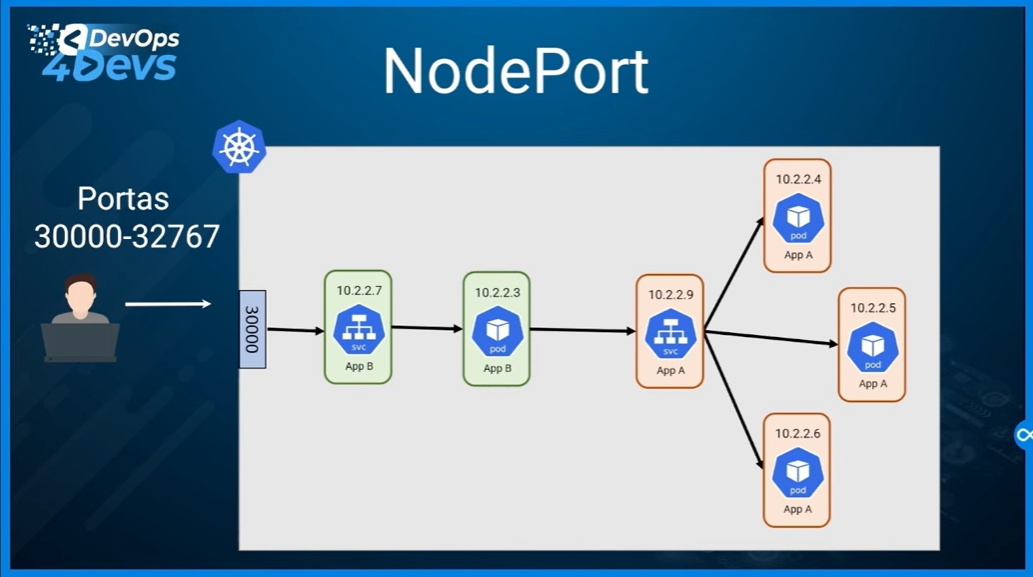 DevOps
4Devs
NodePort
Portas
30000-32767
30000
10.2.2.7
svc
App B
10.2.2.3
pod
App B
10.2.2.9
svc
App A
10.2.2.4
pod
App A
10.2.2.5
pod
App A
10.2.2.6
pod
App A